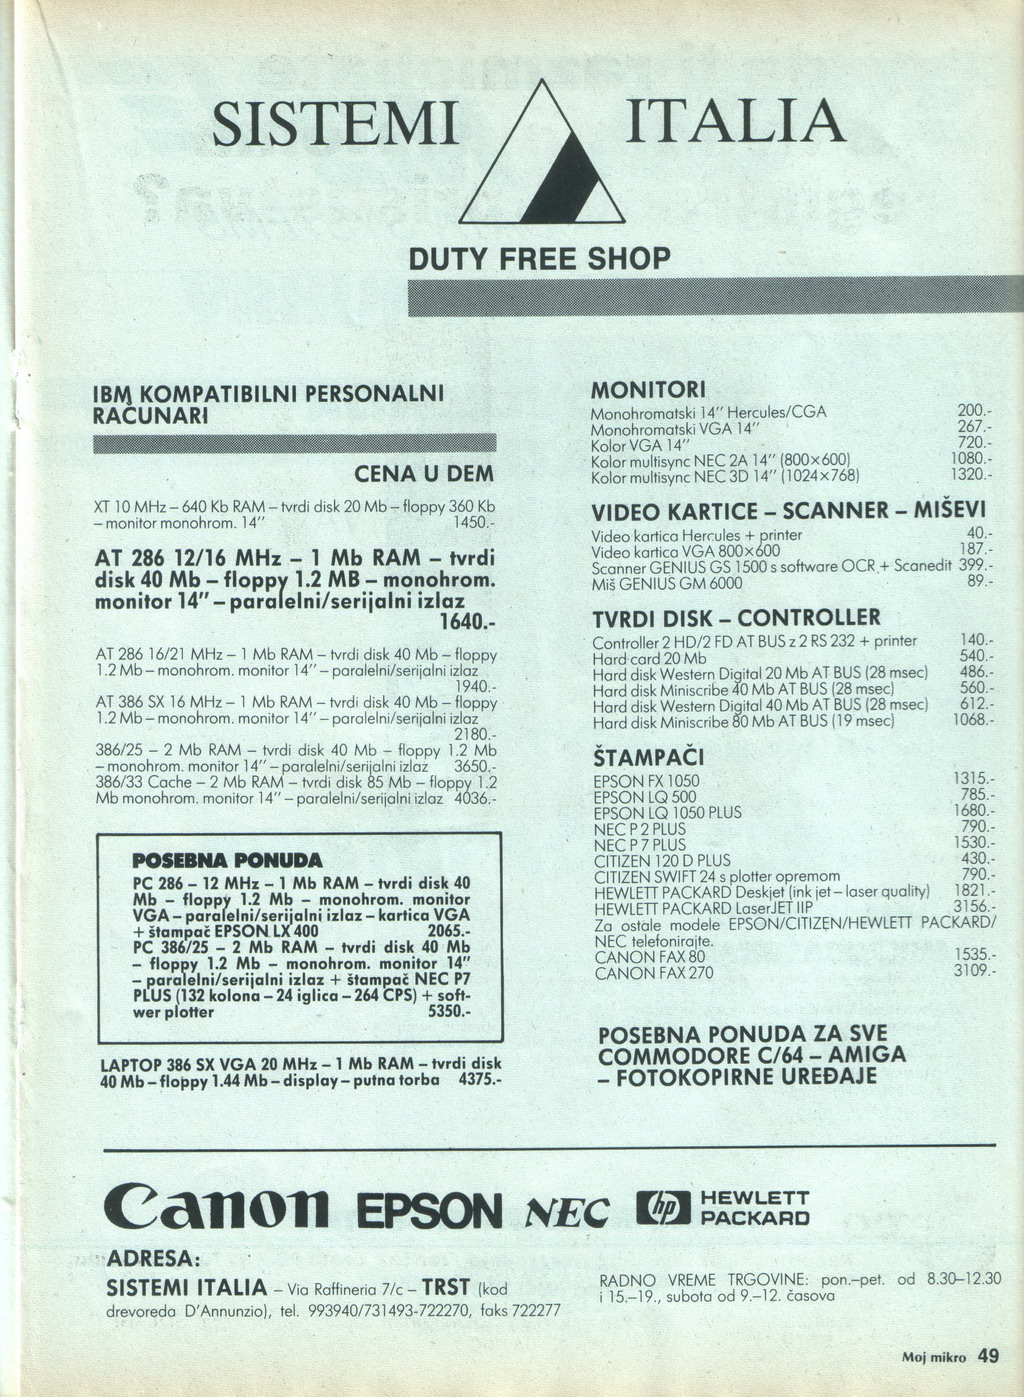 SISTEMI ITALIA
DUTY FREE SHOP
IBM KOMPATIBILNI PERSONALNI
RAČUNARI
CENA U DEM
XT 10 MHz – 640 Kb RAM – tvrdi disk 20 Mb – floppy 360 Kb
– monitor monohrom. 14" 1450.-
AT 286 12/16 MHz – 1 Mb RAM – tvrdi
disk 40 Mb – floppy 1.2 MB – monohrom.
monitor 14" – paralelni/serijalni izlaz
1640.-
AT 286 16/21 MHz – 1 Mb RAM – tvrdi disk 40 Mb – floppy
1.2 Mb – monohrom. monitor 14" – paralelni/serijalni izlaz
1940.-
AT 386 SX 16 MHz – 1 Mb RAM – tvrdi disk 40 Mb – floppy
1.2 Mb – monohrom. monitor 14" – paralelni/serijalni izlaz
2180.-
386/25 – 2 Mb RAM – tvrdi disk 40 Mb – floppy 1.2 Mb
– monohrom. monitor 14" – paralelni/serijalni izlaz 3650.-
386/33 Cache – 2 Mb RAM – tvrdi disk 85 Mb – floppy 1.2
Mb monohrom. monitor 14" – paralelni/serijalni izlaz 4036.-
POSEBNA PONUDA
PC 286 – 12 MHz – 1 Mb RAM – tvrdi disk 40
Mb – floppy 1.2 Mb – monohrom. monitor
VGA – paralelni/serijalni izlaz – kartica VGA
+ štampač EPSON LX 400 2065.-
PC 386/25 – 2 Mb RAM – tvrdi disk 40 Mb
– floppy 1.2 Mb – monohrom. monitor 14"
– paralelni/serijalni izlaz + štampač NEC P7
PLUS (132 kolona – 24 iglica – 264 CPS) + soft-
wer plotter 5350.-
LAPTOP 386 SX VGA 20 MHz – 1 Mb RAM – tvrdi disk
40 Mb – floppy 1.44 Mb – display – putna torba 4375.-
MONITORI
Monohromatski 14" Hercules/CGA 200.-
Monohromatski VGA 14" 267.-
Kolor VGA 14" 720.-
Kolor multisync NEC 2A 14" (800×600) 1080.-
Kolor multisync NEC 3D 14" (1024×768) 1320.-
VIDEO KARTICE – SCANNER – MIŠEVI
Video kartica Hercules + printer 40.-
Video kartica VGA 800×600 187.-
Scanner GENIUS GS 1500 s software OCR + Scanedit 399.-
Miš GENIUS GM 6000 89.-
TVRDI DISK – CONTROLLER
Controller 2 HD/2 FD AT BUS z 2 RS 232 + printer 140.-
Hard card 20 Mb 540.-
Hard disk Western Digital 20 Mb AT BUS (28 msec) 486.-
Hard disk Miniscribe 40 Mb AT BUS (28 msec) 560.-
Hard disk Western Digital 40 Mb AT BUS (28 msec) 612.-
Hard disk Miniscribe 80 Mb AT BUS (19 msec) 1068.-
ŠTAMPAČI
EPSON FX 1050 1315.-
EPSON LQ 500 785.-
EPSON LQ 1050 PLUS 1680.-
NEC P 2 PLUS 790.-
NEC P 7 PLUS 1530.-
CITIZEN 120 D PLUS 430.-
CITIZEN SWIFT 24 s plotter opremom 790.-
HEWLETT PACKARD Deskjet (ink jet – laser quality) 1821.-
HEWLETT PACKARD LaserJET IIP 3156.-
Za ostale modele EPSON/CITIZEN/HEWLETT PACKARD/
NEC telefonirajte.
CANON FAX 80 1535.-
CANON FAX 270 3109.-
POSEBNA PONUDA ZA SVE
COMMODORE C/64 – AMIGA
– FOTOKOPIRNE UREĐAJE
Canon EPSON NEC hp HEWLETT
PACKARD
ADRESA:
SISTEMI ITALIA – Via Raffineria 7/c – TRST (kod
drevoreda D'Annunzio), tel. 993940/731493-722270, faks 722277
RADNO VREME TRGOVINE: pon.–pet. od 8.30–12.30
i 15.–19., subota od 9.–12. časova
Moj mikro 49